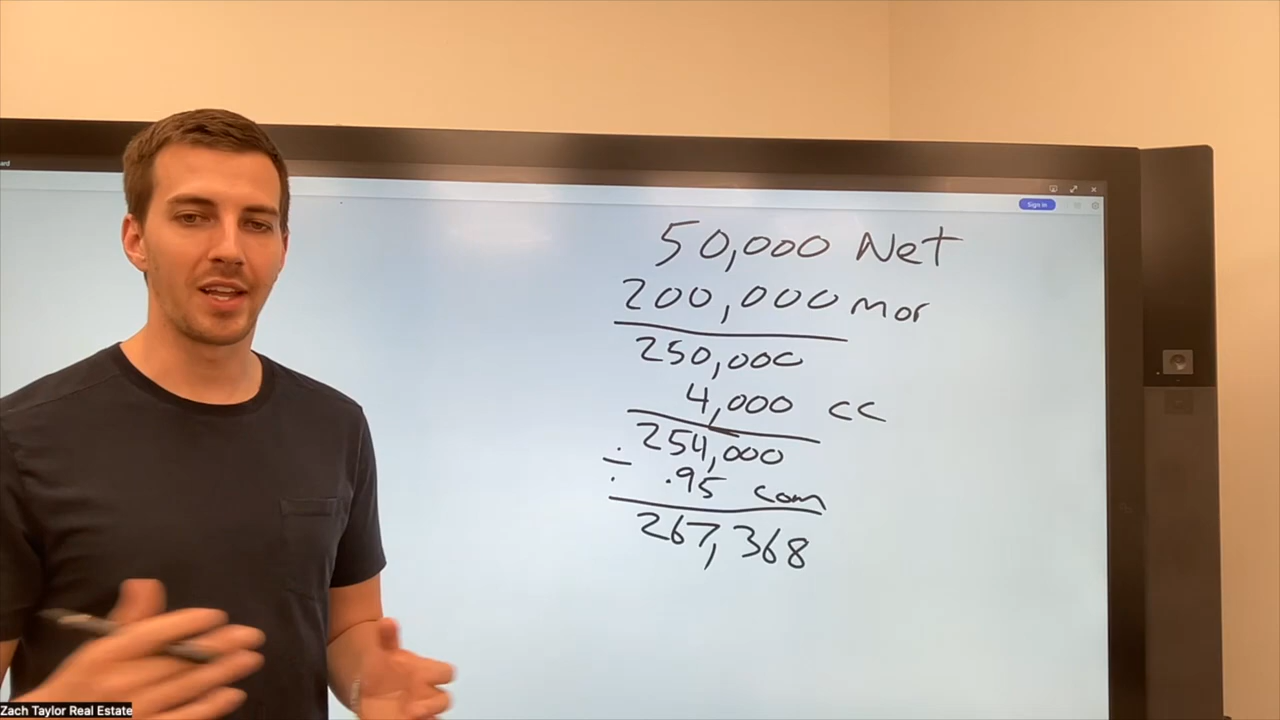 ard
Sign in
50,000 Net
200,000 mor
250,000
4,000 cc
254,000
÷ .95 com
267,368
Zach Taylor Real Estate